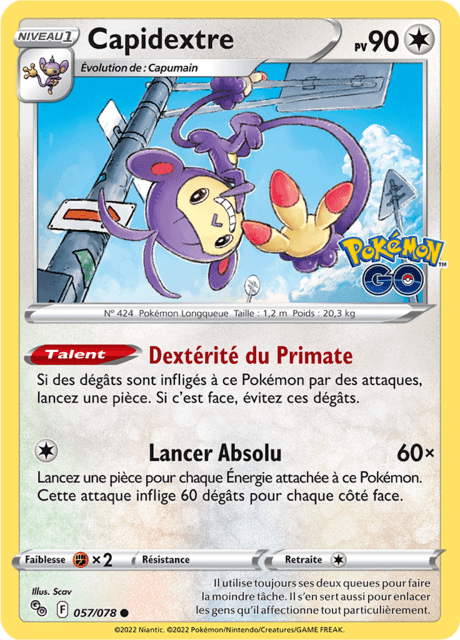 NIVEAU 1
Capidextre
PV 90
Évolution de : Capumain
Pokémon
GO
TM
N° 424 Pokémon Longqueue Taille : 1,2 m Poids : 20,3 kg
Talent Dextérité du Primate
Si des dégâts sont infligés à ce Pokémon par des attaques,
lancez une pièce. Si c'est face, évitez ces dégâts.
Lancer Absolu 60×
Lancez une pièce pour chaque Énergie attachée à ce Pokémon.
Cette attaque inflige 60 dégâts pour chaque côté face.
Faiblesse ×2 Résistance Retraite
Illus. Scav
GO F 057/078
Il utilise toujours ses deux queues pour faire
la moindre tâche. Il s'en sert aussi pour enlacer
les gens qu'il affectionne tout particulièrement.
©2022 Niantic. ©2022 Pokémon/Nintendo/Creatures/GAME FREAK.